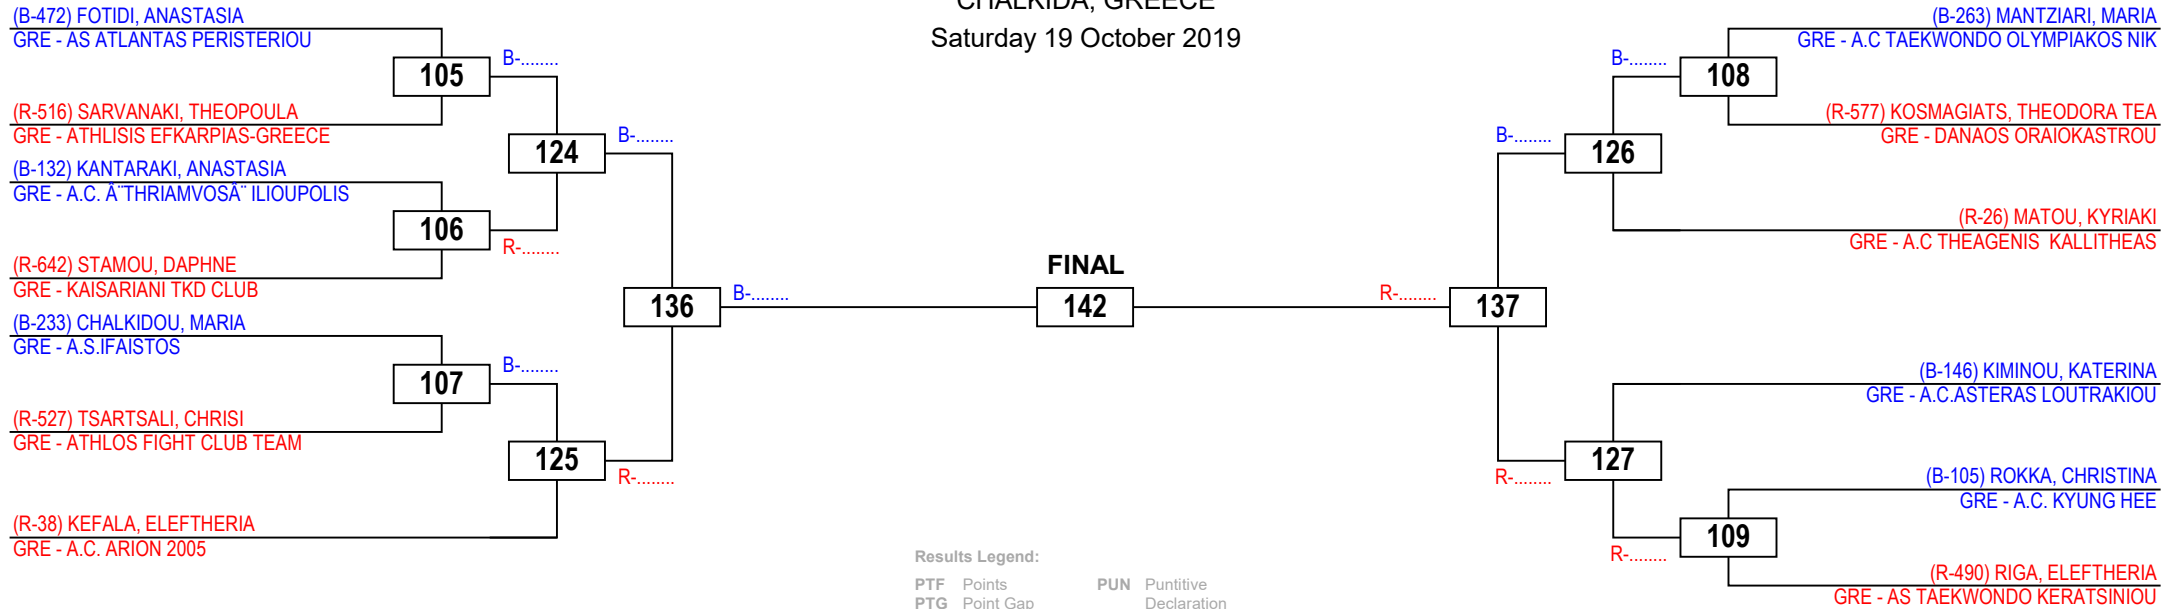 CHALKIDA, GREECE
Saturday 19 October 2019
(B-472) FOTIDI, ANASTASIA
GRE - AS ATLANTAS PERISTERIOU
105
B-........
(R-516) SARVANAKI, THEOPOULA
GRE - ATHLISIS EFKARPIAS-GREECE
124
B-........
(B-132) KANTARAKI, ANASTASIA
GRE - A.C. Â¨THRIAMVOSÂ¨ ILIOUPOLIS
106
R-........
(R-642) STAMOU, DAPHNE
GRE - KAISARIANI TKD CLUB
136
B-........
(B-233) CHALKIDOU, MARIA
GRE - A.S.IFAISTOS
107
B-........
(R-527) TSARTSALI, CHRISI
GRE - ATHLOS FIGHT CLUB TEAM
125
R-........
(R-38) KEFALA, ELEFTHERIA
GRE - A.C. ARION 2005
FINAL
142
(B-263) MANTZIARI, MARIA
GRE - A.C TAEKWONDO OLYMPIAKOS NIK
B-........
108
(R-577) KOSMAGIATS, THEODORA TEA
GRE - DANAOS ORAIOKASTROU
B-........
126
(R-26) MATOU, KYRIAKI
GRE - A.C THEAGENIS  KALLITHEAS
R-........
137
(B-146) KIMINOU, KATERINA
GRE - A.C.ASTERAS LOUTRAKIOU
R-........
127
(B-105) ROKKA, CHRISTINA
GRE - A.C. KYUNG HEE
R-........
109
(R-490) RIGA, ELEFTHERIA
GRE - AS TAEKWONDO KERATSINIOU
Results Legend:
PTF Points PUN Puntitive
PTG Point Gap Declaration